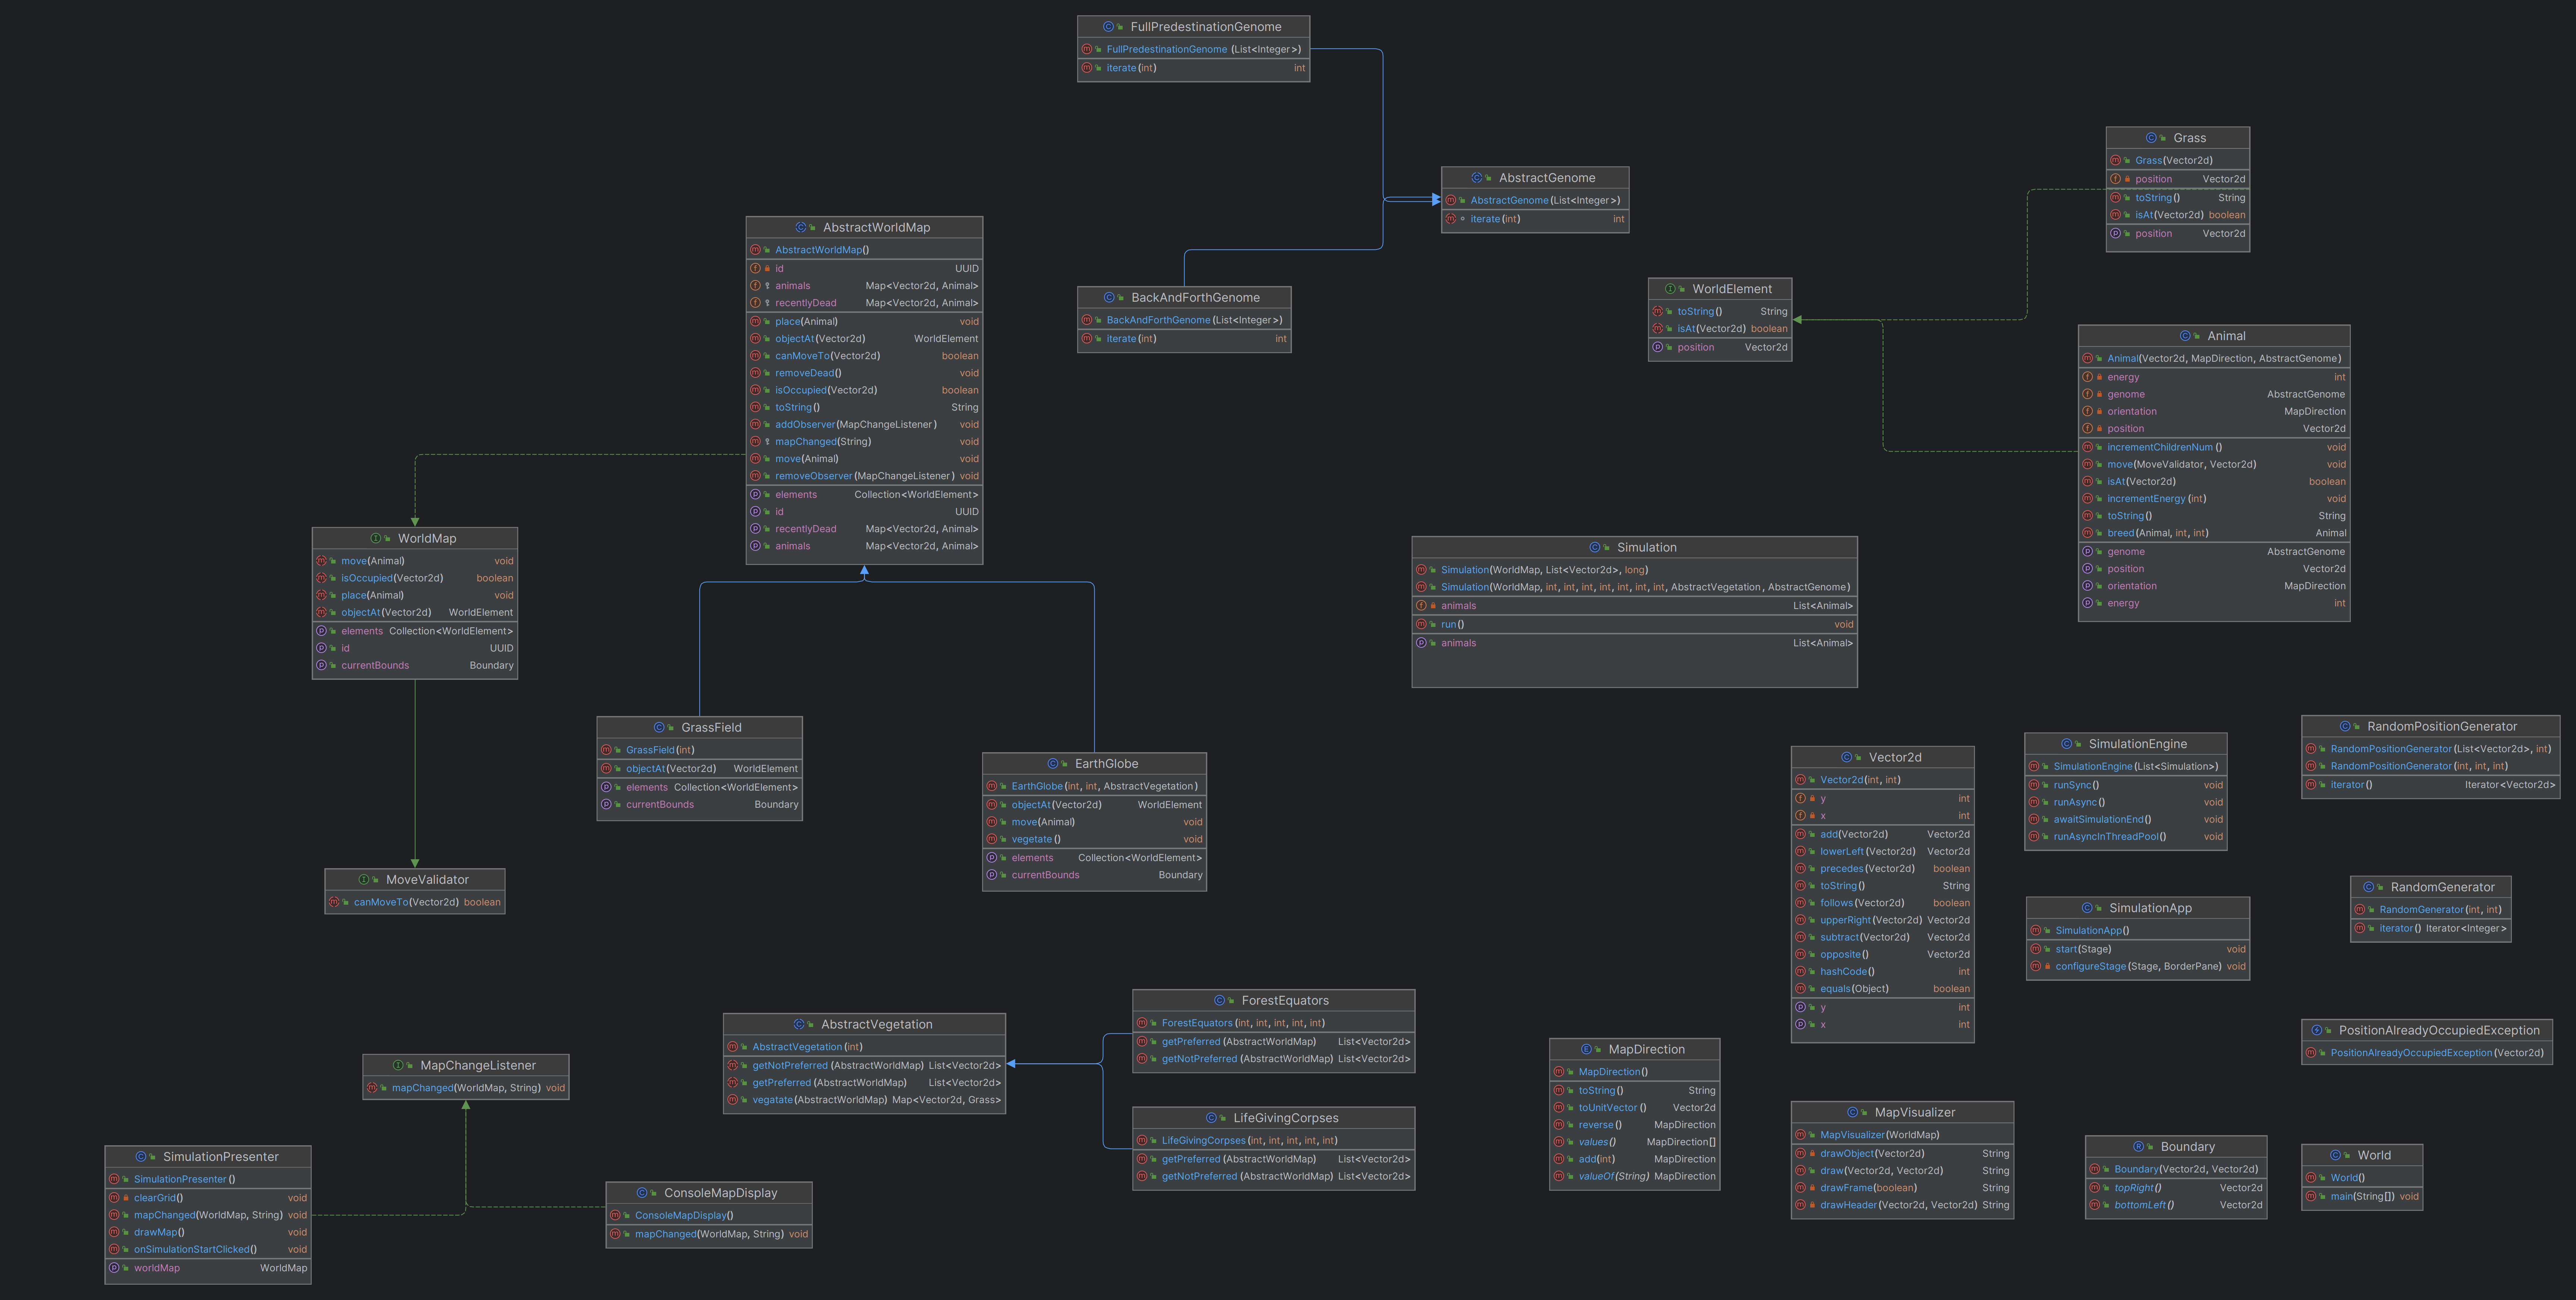 FullPredestinationGenome
FullPredestinationGenome (List<Integer>)
iterate(int) int
AbstractGenome
AbstractGenome(List<Integer>)
iterate(int) int
Grass
Grass(Vector2d)
position Vector2d
toString() String
isAt(Vector2d) boolean
position Vector2d
AbstractWorldMap
AbstractWorldMap()
id UUID
animals Map<Vector2d, Animal>
recentlyDead Map<Vector2d, Animal>
place(Animal) void
objectAt(Vector2d) WorldElement
canMoveTo(Vector2d) boolean
removeDead() void
isOccupied(Vector2d) boolean
toString() String
addObserver(MapChangeListener) void
mapChanged(String) void
move(Animal) void
removeObserver(MapChangeListener) void
elements Collection<WorldElement>
id UUID
recentlyDead Map<Vector2d, Animal>
animals Map<Vector2d, Animal>
BackAndForthGenome
BackAndForthGenome(List<Integer>)
iterate(int) int
WorldElement
toString() String
isAt(Vector2d) boolean
position Vector2d
Animal
Animal(Vector2d, MapDirection, AbstractGenome)
energy int
genome AbstractGenome
orientation MapDirection
position Vector2d
incrementChildrenNum() void
move(MoveValidator, Vector2d) void
isAt(Vector2d) boolean
incrementEnergy(int) void
toString() String
breed(Animal, int, int) Animal
genome AbstractGenome
position Vector2d
orientation MapDirection
energy int
WorldMap
move(Animal) void
isOccupied(Vector2d) boolean
place(Animal) void
objectAt(Vector2d) WorldElement
elements Collection<WorldElement>
id UUID
currentBounds Boundary
Simulation
Simulation(WorldMap, List<Vector2d>, long)
Simulation(WorldMap, int, int, int, int, int, int, int, AbstractVegetation, AbstractGenome)
animals List<Animal>
run() void
animals List<Animal>
GrassField
GrassField(int)
objectAt(Vector2d) WorldElement
elements Collection<WorldElement>
currentBounds Boundary
EarthGlobe
EarthGlobe(int, int, AbstractVegetation)
objectAt(Vector2d) WorldElement
move(Animal) void
vegetate() void
elements Collection<WorldElement>
currentBounds Boundary
Vector2d
Vector2d(int, int)
y int
x int
add(Vector2d) Vector2d
lowerLeft(Vector2d) Vector2d
precedes(Vector2d) boolean
toString() String
follows(Vector2d) boolean
upperRight(Vector2d) Vector2d
subtract(Vector2d) Vector2d
opposite() Vector2d
hashCode() int
equals(Object) boolean
y int
x int
SimulationEngine
SimulationEngine(List<Simulation>)
runSync() void
runAsync() void
awaitSimulationEnd() void
runAsyncInThreadPool() void
RandomPositionGenerator
RandomPositionGenerator(List<Vector2d>, int)
RandomPositionGenerator(int, int, int)
iterator() Iterator<Vector2d>
MoveValidator
canMoveTo(Vector2d) boolean
SimulationApp
SimulationApp()
start(Stage) void
configureStage(Stage, BorderPane) void
RandomGenerator
RandomGenerator(int, int)
iterator() Iterator<Integer>
AbstractVegetation
AbstractVegetation(int)
getNotPreferred(AbstractWorldMap) List<Vector2d>
getPreferred(AbstractWorldMap) List<Vector2d>
vegatate(AbstractWorldMap) Map<Vector2d, Grass>
ForestEquators
ForestEquators(int, int, int, int, int)
getPreferred(AbstractWorldMap) List<Vector2d>
getNotPreferred(AbstractWorldMap) List<Vector2d>
LifeGivingCorpses
LifeGivingCorpses(int, int, int, int, int)
getPreferred(AbstractWorldMap) List<Vector2d>
getNotPreferred(AbstractWorldMap) List<Vector2d>
PositionAlreadyOccupiedException
PositionAlreadyOccupiedException(Vector2d)
MapDirection
MapDirection()
toString() String
toUnitVector() Vector2d
reverse() MapDirection
values() MapDirection[]
add(int) MapDirection
valueOf(String) MapDirection
MapChangeListener
mapChanged(WorldMap, String) void
MapVisualizer
MapVisualizer(WorldMap)
drawObject(Vector2d) String
draw(Vector2d, Vector2d) String
drawFrame(boolean) String
drawHeader(Vector2d, Vector2d) String
Boundary
Boundary(Vector2d, Vector2d)
topRight() Vector2d
bottomLeft() Vector2d
World
World()
main(String[]) void
SimulationPresenter
SimulationPresenter()
clearGrid() void
mapChanged(WorldMap, String) void
drawMap() void
onSimulationStartClicked() void
worldMap WorldMap
ConsoleMapDisplay
ConsoleMapDisplay()
mapChanged(WorldMap, String) void